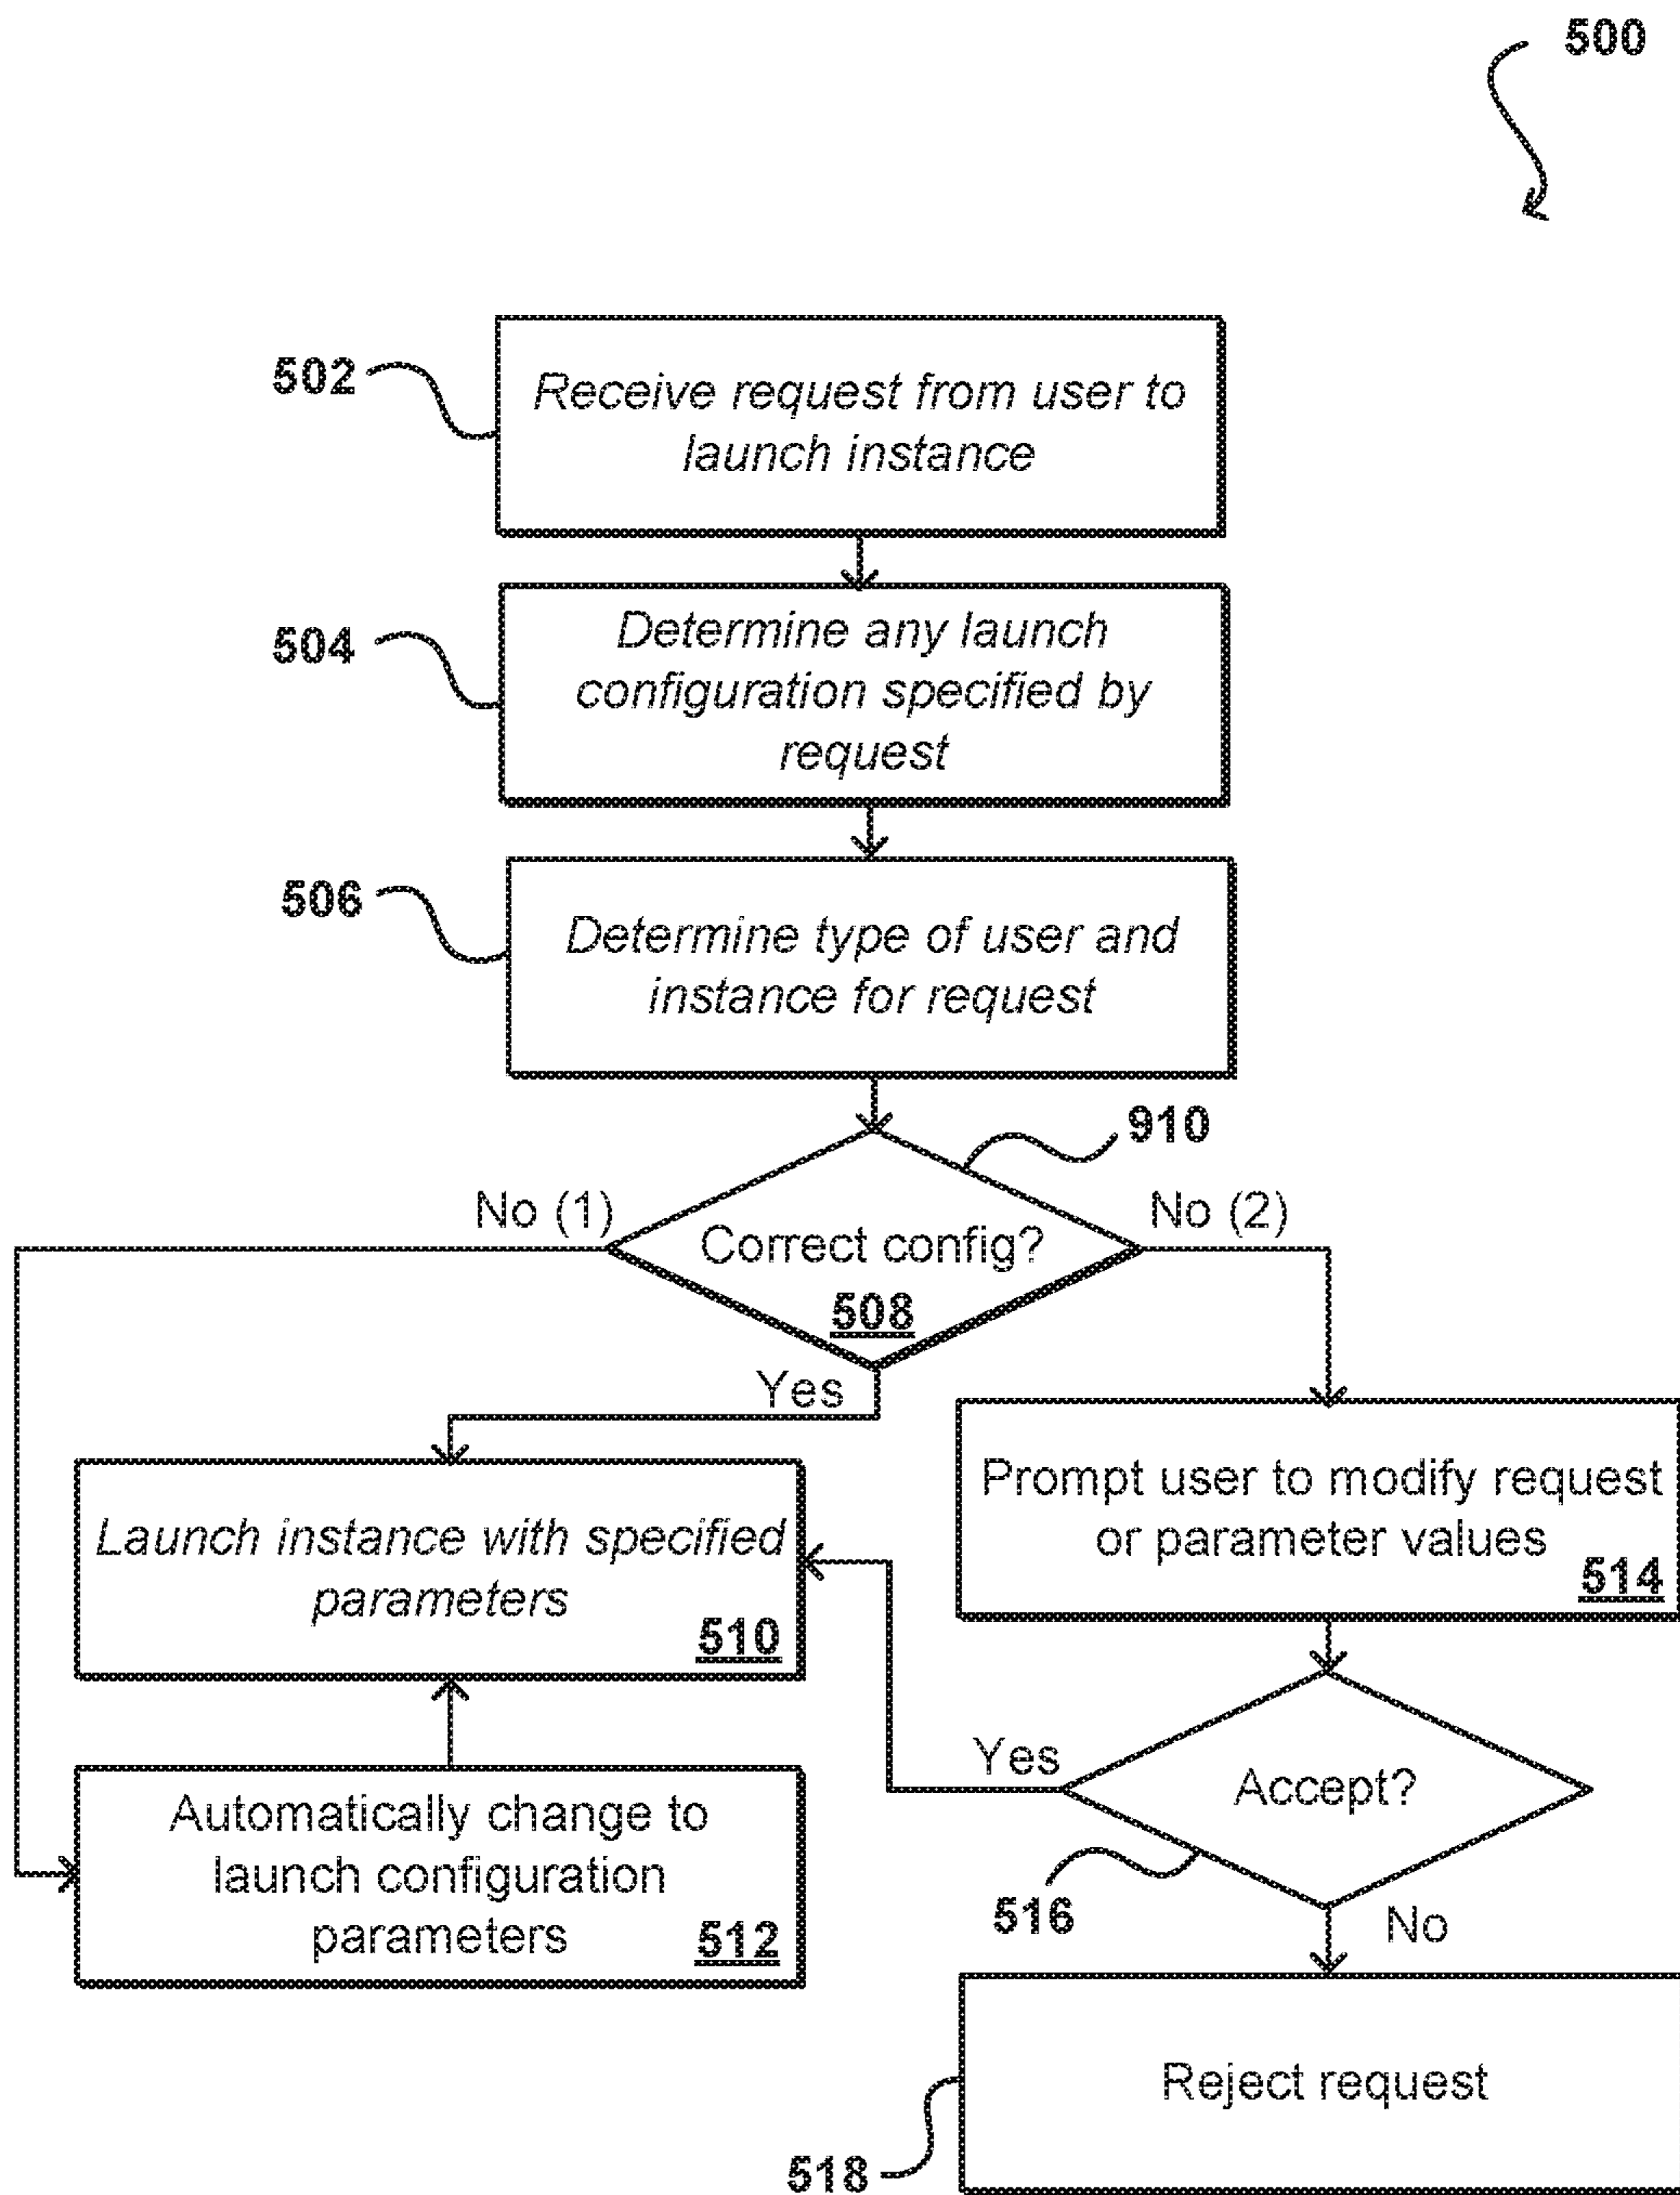 500
502
Receive request from user to
launch instance
504
Determine any launch
configuration specified by
request
506
Determine type of user and
instance for request
910
No (1)
No (2)
Correct config?
508
Yes
Prompt user to modify request
or parameter values
514
Launch instance with specified
parameters
510
Yes
Accept?
516
No
Automatically change to
launch configuration
parameters
512
Reject request
518